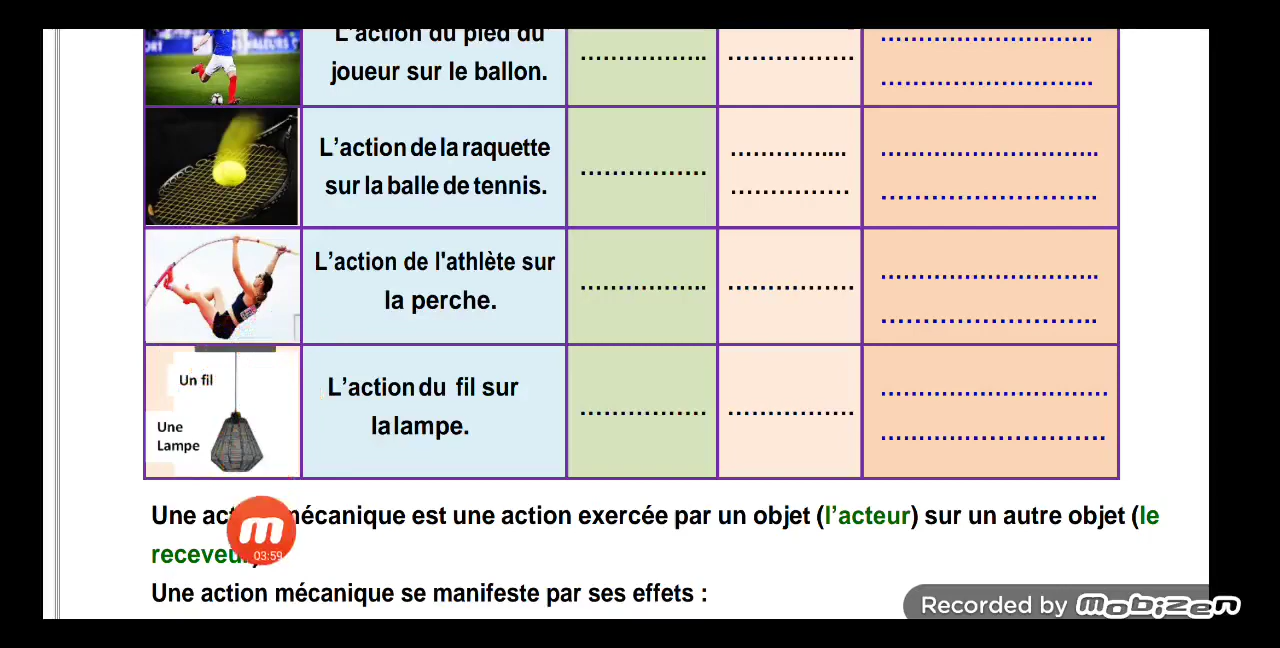 L'action du pied du
joueur sur le ballon.
ORT
VALEURS
L'action de la raquette
sur la balle de tennis.
L'action de l'athlète sur
la perche.
Un fil
Une
Lampe
L'action du fil sur
la lampe.
Une mécanique est une action exercée par un objet (l'acteur) sur un autre objet (le
03:59
Une action mécanique se manifeste par ses effets :
Recorded by mobizen